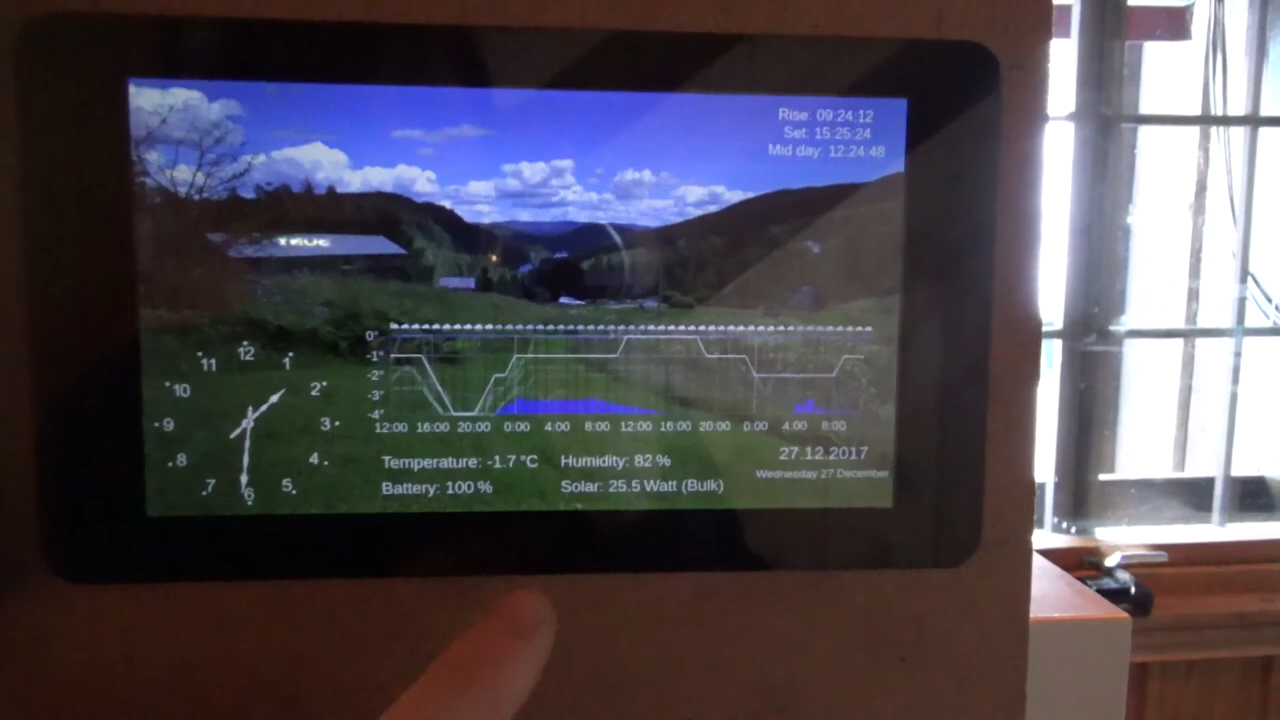 Rise: 09:24:12
Set: 15:25:24
Mid day: 12:24:48
SONY
12
11 1
10 2
9 3
8 4
7 5
6
0°
-1°
-2°
-3°
-4°
12:00 16:00 20:00 0:00 4:00 8:00 12:00 16:00 20:00 0:00 4:00 8:00
Temperature: -1.7 °C Humidity: 82 %
Battery: 100 % Solar: 25.5 Watt (Bulk)
27.12.2017
Wednesday 27 December